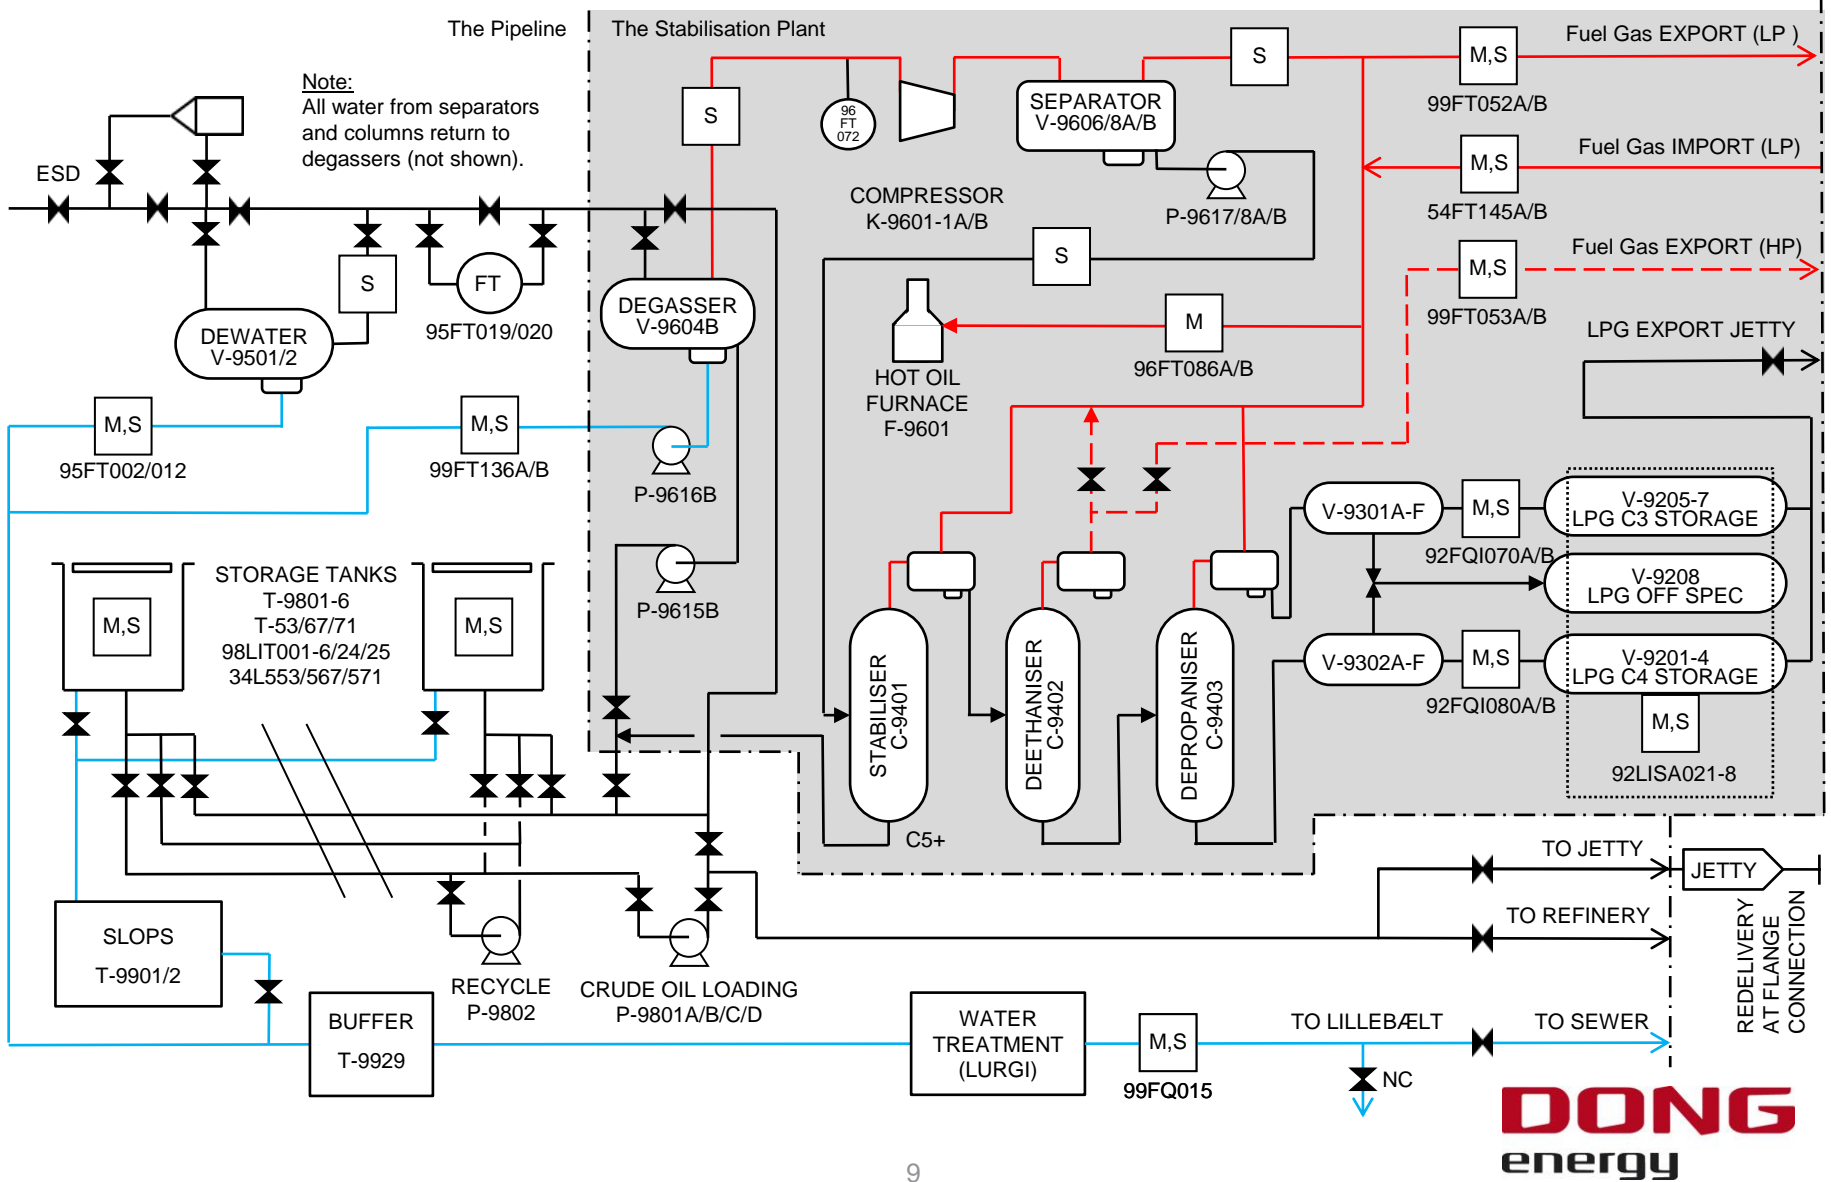 The Pipeline
The Stabilisation Plant
Note:
All water from separators
and columns return to
degassers (not shown).
ESD
S
96
FT
072
SEPARATOR
V-9606/8A/B
S
M,S
Fuel Gas EXPORT (LP )
99FT052A/B
M,S
Fuel Gas IMPORT (LP)
54FT145A/B
COMPRESSOR
K-9601-1A/B
P-9617/8A/B
S
M,S
Fuel Gas EXPORT (HP)
99FT053A/B
S
FT
95FT019/020
DEGASSER
V-9604B
DEWATER
V-9501/2
M
96FT086A/B
HOT OIL
FURNACE
F-9601
LPG EXPORT JETTY
M,S
95FT002/012
M,S
99FT136A/B
P-9616B
V-9301A-F
M,S
92FQI070A/B
V-9205-7
LPG C3 STORAGE
V-9208
LPG OFF SPEC
V-9302A-F
M,S
92FQI080A/B
V-9201-4
LPG C4 STORAGE
M,S
92LISA021-8
M,S
STORAGE TANKS
T-9801-6
T-53/67/71
98LIT001-6/24/25
34L553/567/571
M,S
P-9615B
STABILISER
C-9401
DEETHANISER
C-9402
DEPROPANISER
C-9403
C5+
TO JETTY
JETTY
TO REFINERY
REDELIVERY
AT FLANGE
CONNECTION
SLOPS
T-9901/2
RECYCLE
P-9802
CRUDE OIL LOADING
P-9801A/B/C/D
BUFFER
T-9929
WATER
TREATMENT
(LURGI)
M,S
99FQ015
TO LILLEBÆLT
TO SEWER
NC
DONG
energy
9